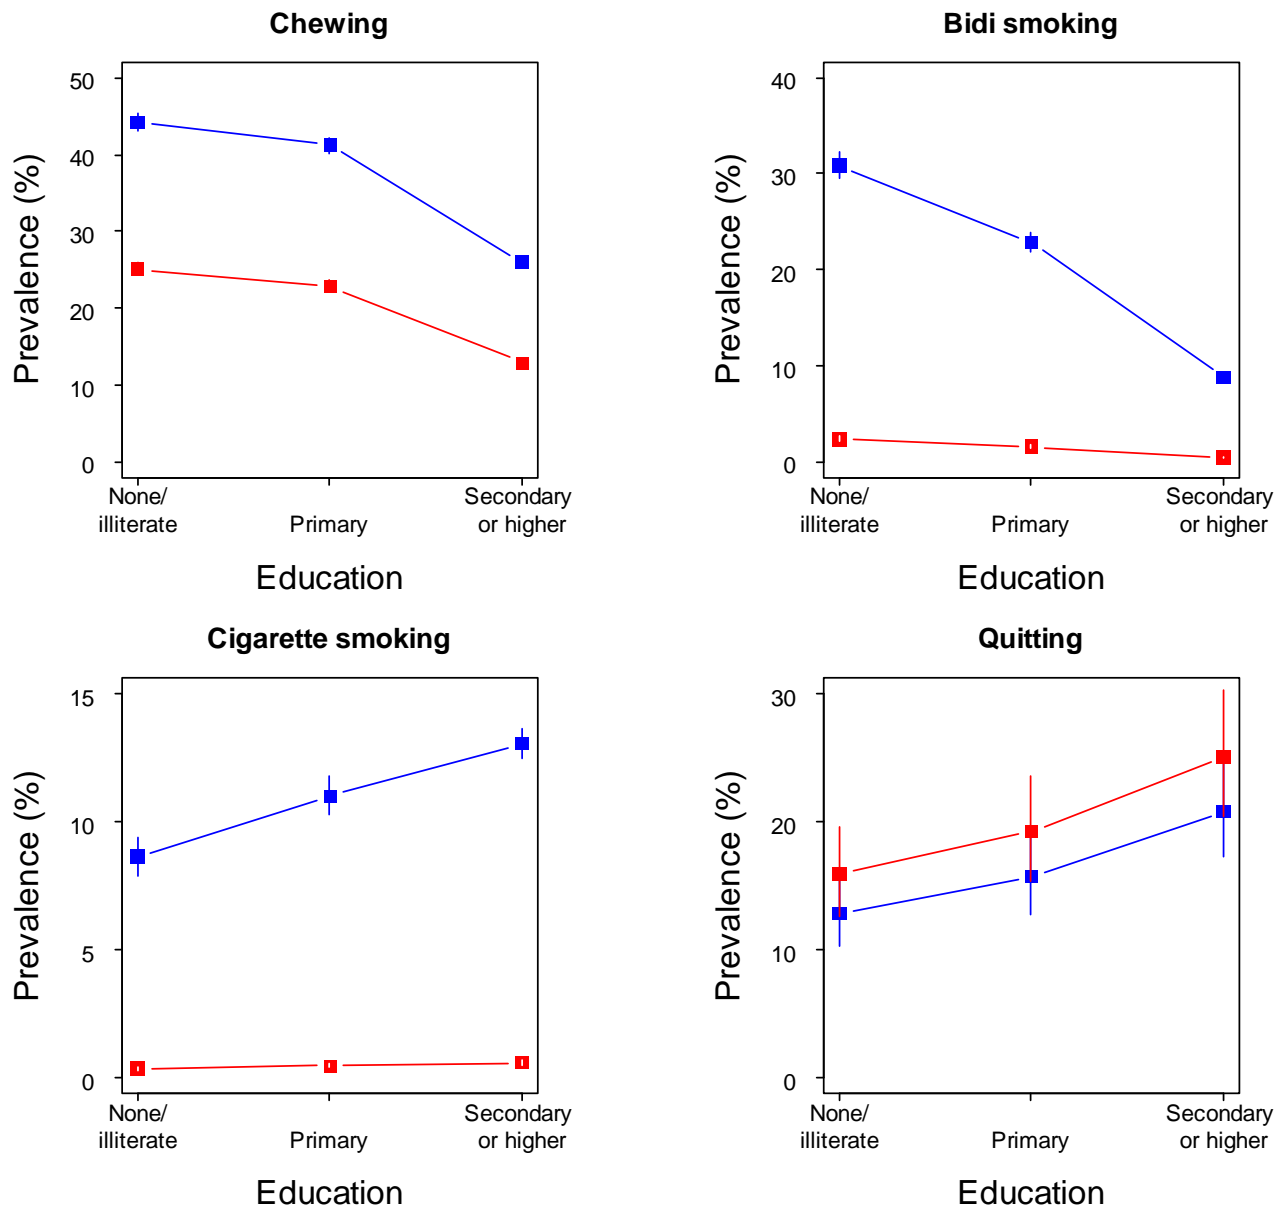 Chewing
Prevalence (%)
50
40
30
20
10
0
None/
illiterate
Primary
Secondary
or higher
Education
Bidi smoking
Prevalence (%)
40
30
20
10
0
None/
illiterate
Primary
Secondary
or higher
Education
Cigarette smoking
Prevalence (%)
15
10
5
0
None/
illiterate
Primary
Secondary
or higher
Education
Quitting
Prevalence (%)
30
20
10
0
None/
illiterate
Primary
Secondary
or higher
Education